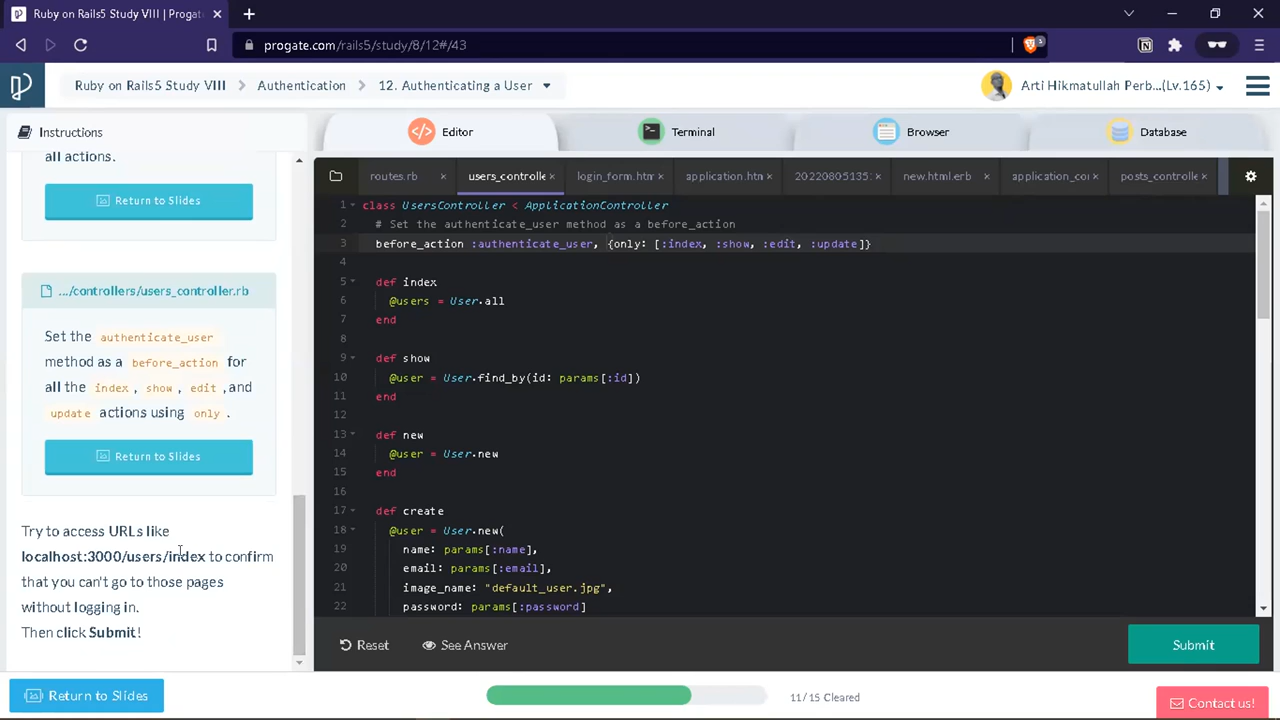 Ruby on Rails5 Study VIII | Progat
progate.com/rails5/study/8/12#/43
Ruby on Rails5 Study VIII
Authentication
12. Authenticating a User
Arti Hikmatullah Perb...(Lv.165)
Instructions
Editor
Terminal
Browser
Database
all actions.
Return to Slides
.../controllers/users_controller.rb
Set the authenticate_user
method as a before_action for
all the index , show , edit ,and
update actions using only .
Return to Slides
Try to access URLs like
localhost:3000/users/index to confirm
that you can't go to those pages
without logging in.
Then click Submit!
routes.rb
users_controlle
login_form.htm
application.htm
202208051351
new.html.erb
application_co
posts_controlle
1 class UsersController < ApplicationController
2 # Set the authenticate_user method as a before_action
3 before_action :authenticate_user, {only: [:index, :show, :edit, :update]}
4
5 def index
6 @users = User.all
7 end
8
9 def show
10 @user = User.find_by(id: params[:id])
11 end
12
13 def new
14 @user = User.new
15 end
16
17 def create
18 @user = User.new(
19 name: params[:name],
20 email: params[:email],
21 image_name: "default_user.jpg",
22 password: params[:password]
Reset
See Answer
Submit
Return to Slides
11/15 Cleared
Contact us!